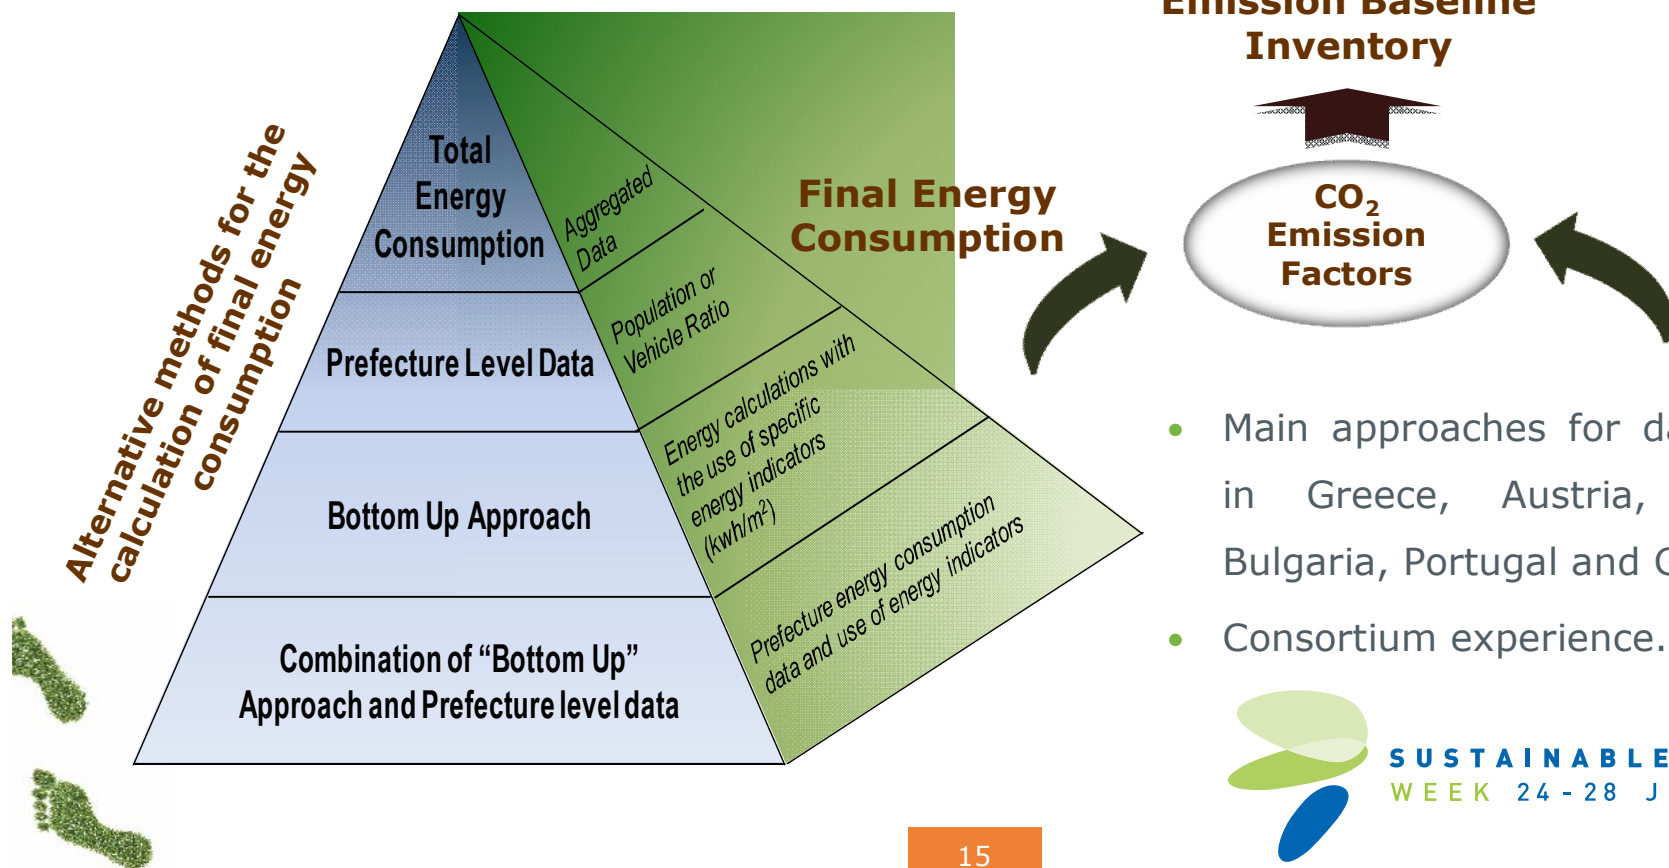 Emission Baseline
Inventory
Alternative methods for the
calculation of final energy
consumption
Total
Energy
Consumption
Aggregated
Data
Prefecture Level Data
Population or
Vehicle Ratio
Bottom Up Approach
Energy calculations with
the use of specific
energy indicators
(kwh/m²)
Combination of “Bottom Up”
Approach and Prefecture level data
Prefecture energy consumption
data and use of energy indicators
Final Energy
Consumption
CO₂
Emission
Factors
• Main approaches for
in Greece, Austria,
Bulgaria, Portugal and
• Consortium experience.
SUSTAINABLE
WEEK 24-28 J
15